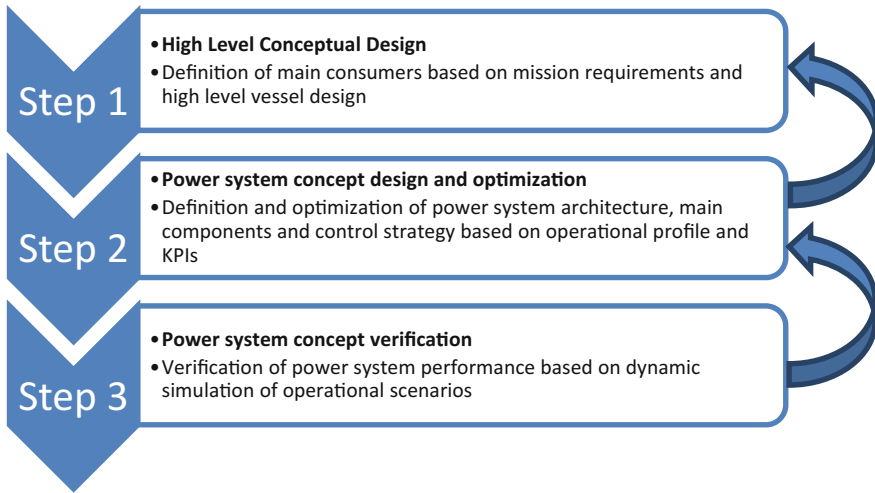 Step 1
•High Level Conceptual Design
•Definition of main consumers based on mission requirements and
high level vessel design
Step 2
•Power system concept design and optimization
•Definition and optimization of power system architecture, main
components and control strategy based on operational profile and
KPIs
Step 3
•Power system concept verification
•Verification of power system performance based on dynamic
simulation of operational scenarios